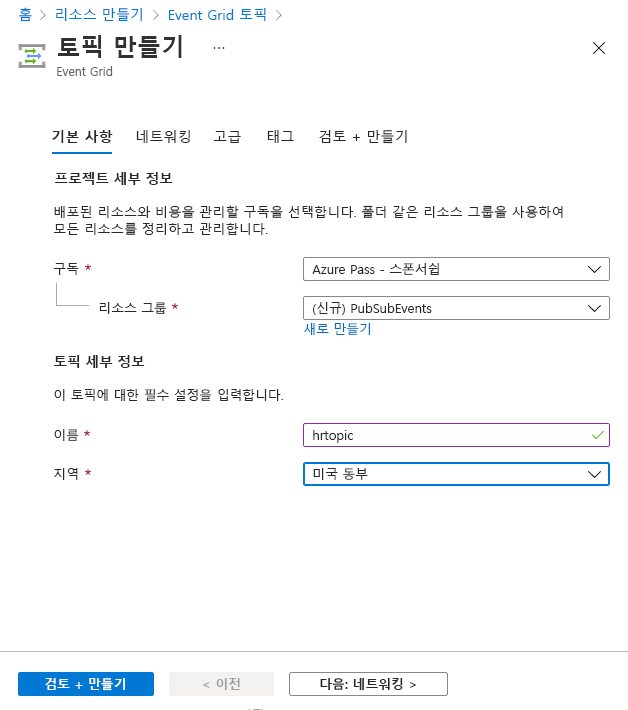 홈 > 리소스 만들기 > Event Grid 토픽 >
토픽 만들기 ...
Event Grid
기본 사항 네트워킹 고급 태그 검토 + 만들기
프로젝트 세부 정보
배포된 리소스와 비용을 관리할 구독을 선택합니다. 폴더 같은 리소스 그룹을 사용하여
모든 리소스를 정리하고 관리합니다.
구독 * Azure Pass - 스폰서쉽
리소스 그룹 * (신규) PubSubEvents
새로 만들기
토픽 세부 정보
이 토픽에 대한 필수 설정을 입력합니다.
이름 * hrtopic
지역 * 미국 동부
검토 + 만들기 < 이전 다음: 네트워킹 >